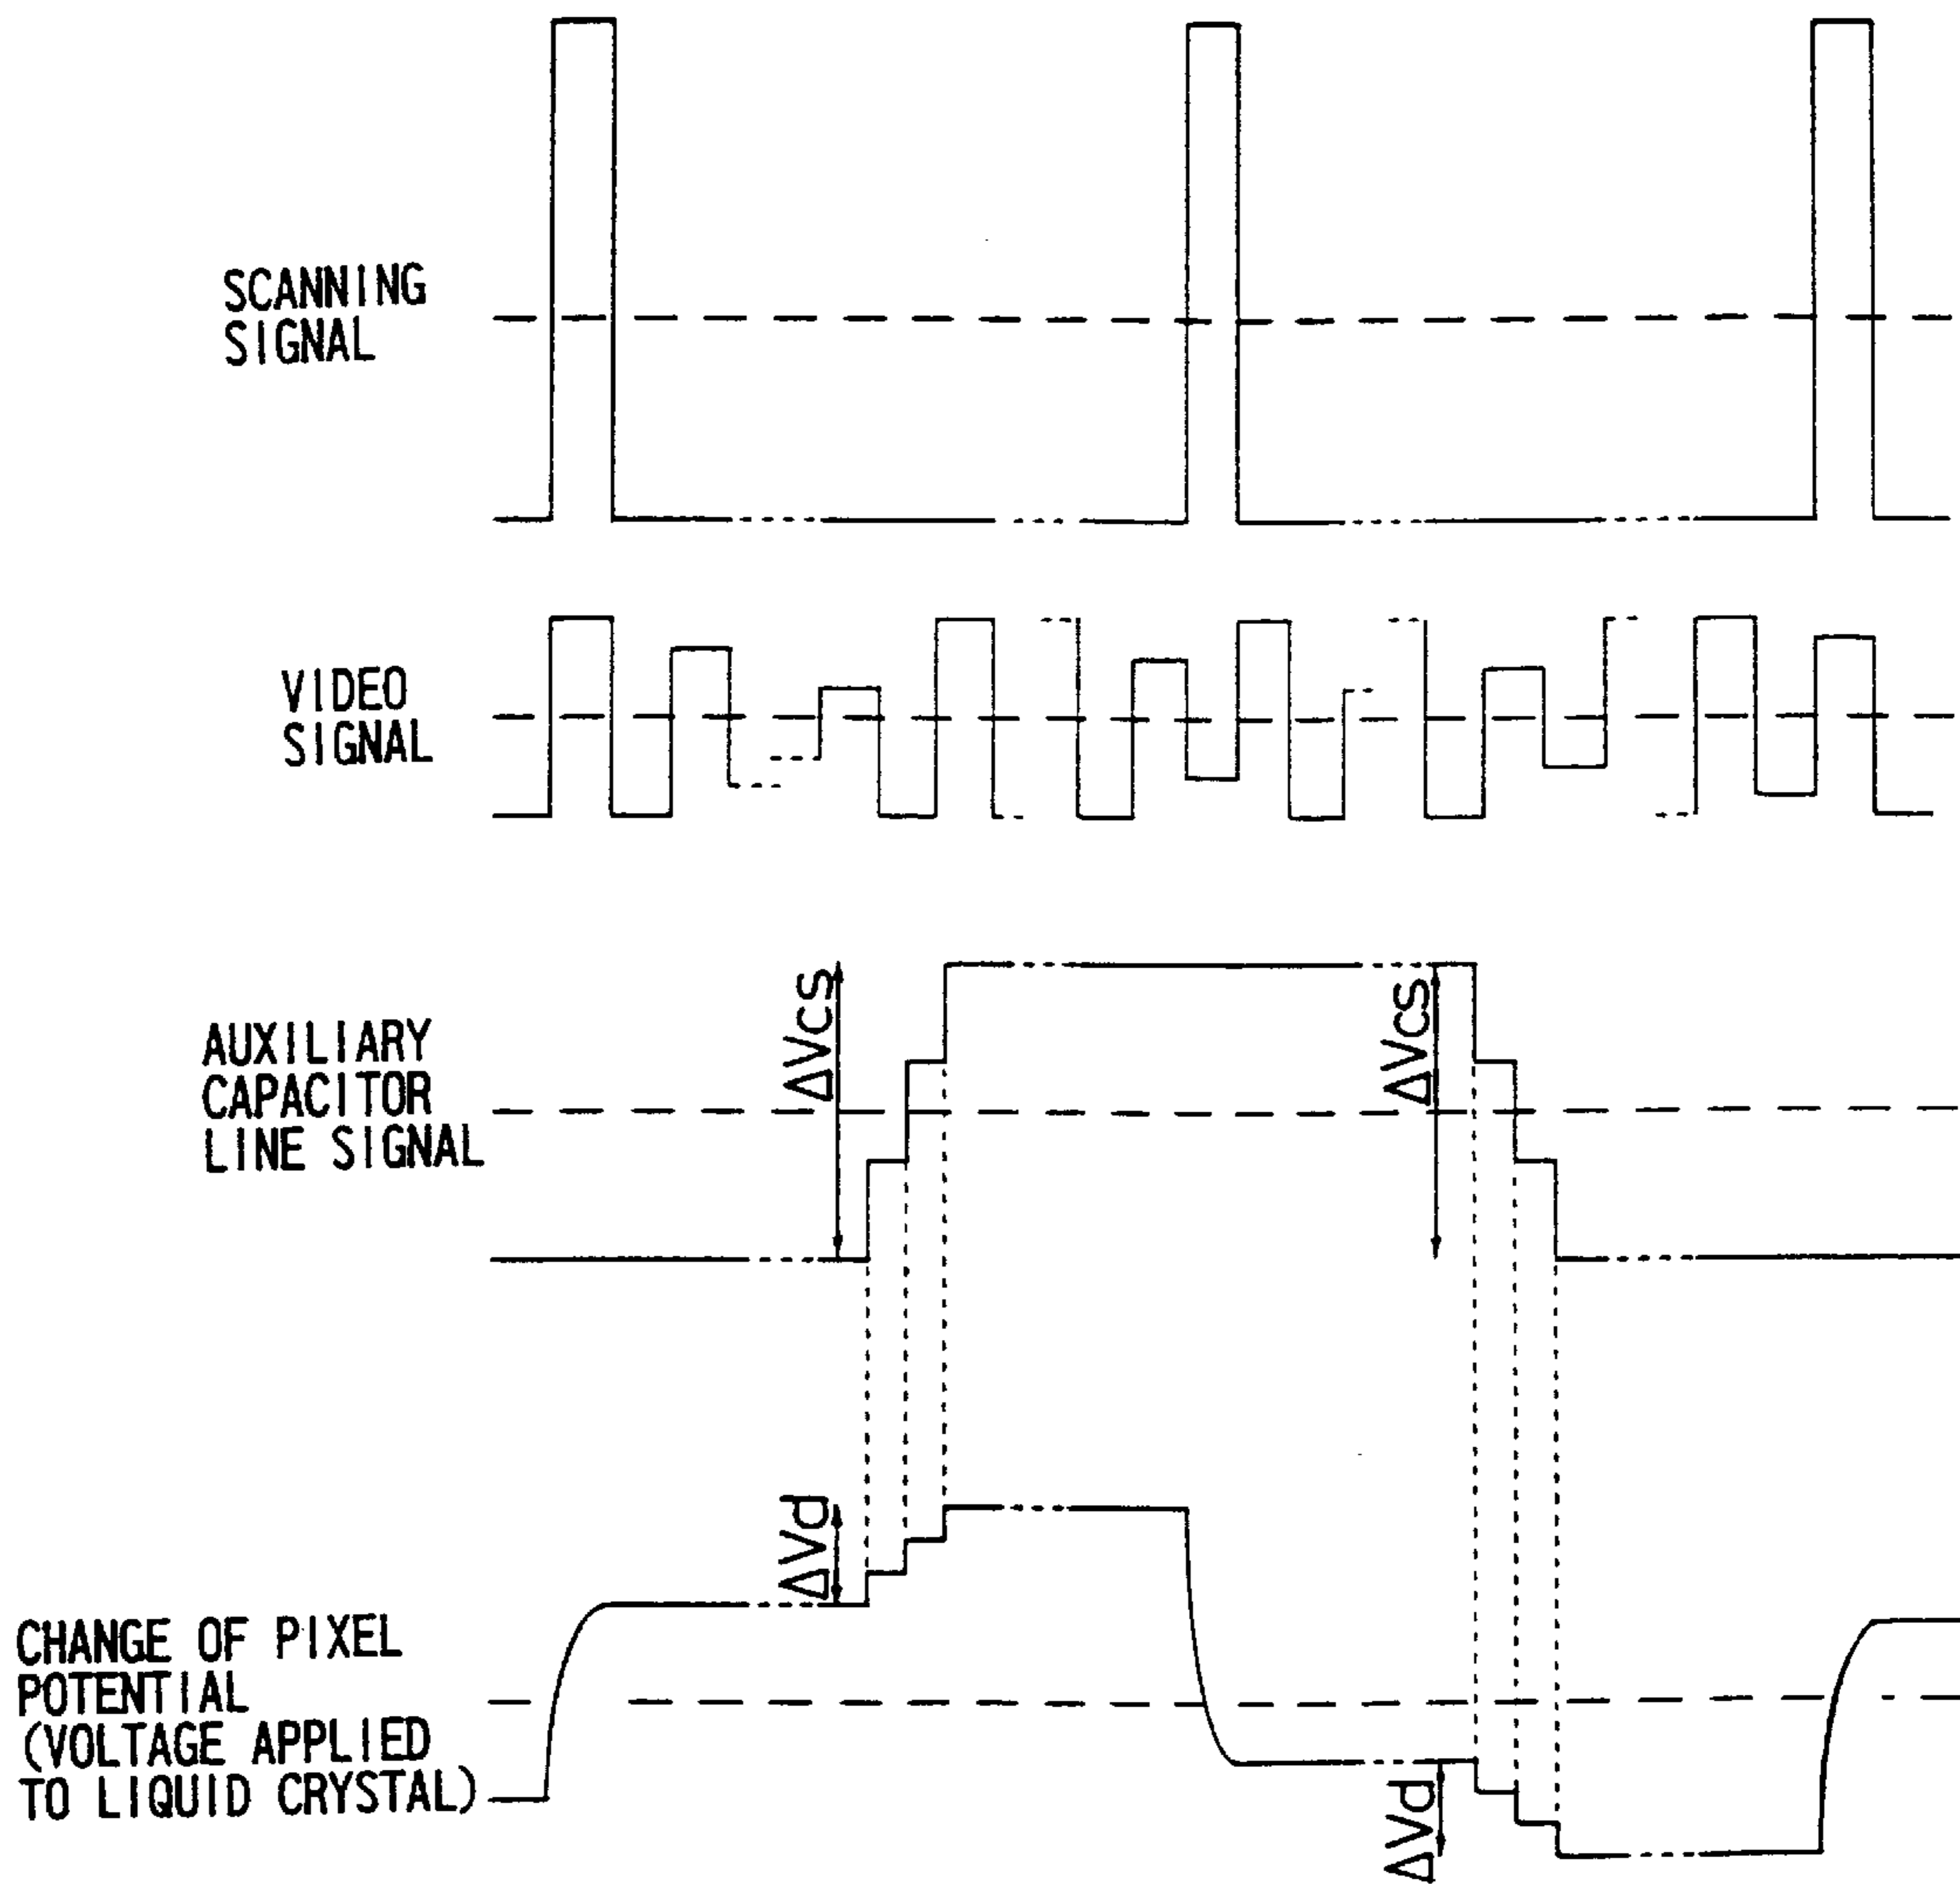 SCANNING
SIGNAL
VIDEO
SIGNAL
AUXILIARY
CAPACITOR
LINE SIGNAL
ΔVcs
ΔVcs
CHANGE OF PIXEL
POTENTIAL
(VOLTAGE APPLIED
TO LIQUID CRYSTAL)
ΔVd
ΔVd